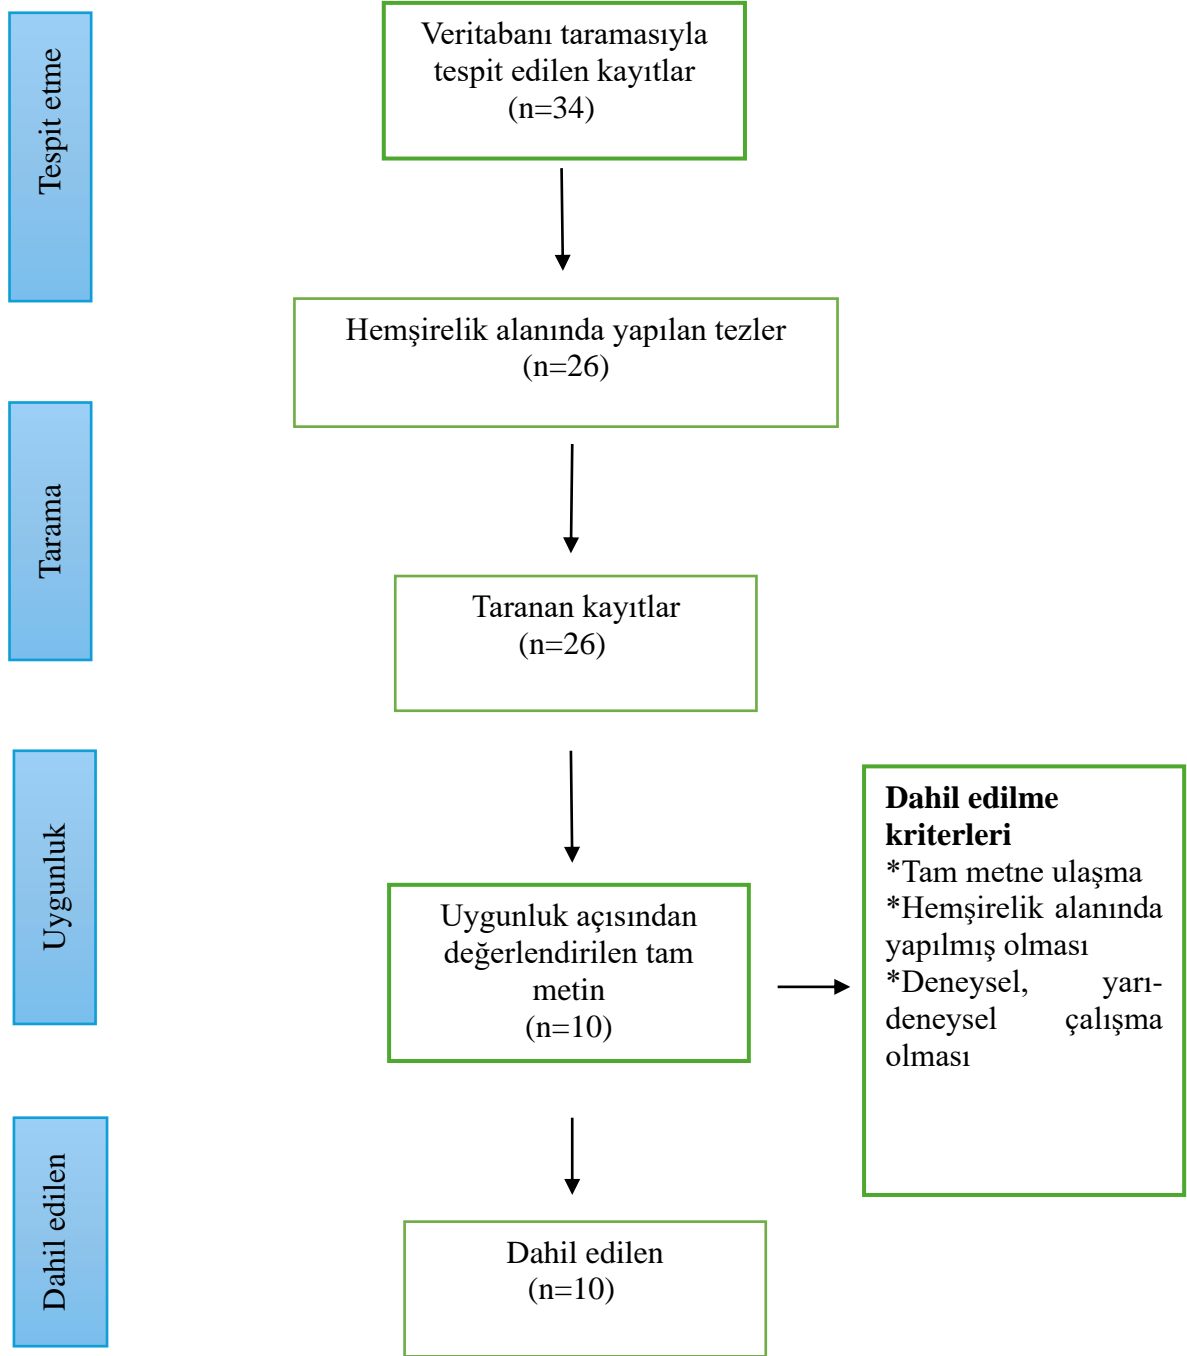 Tespit etme
Veritabanı taramasıyla
tespit edilen kayıtlar
(n=34)
Hemşirelik alanında yapılan tezler
(n=26)
Tarama
Taranan kayıtlar
(n=26)
Uygunluk
Uygunluk açısından
değerlendirilen tam
metin
(n=10)
Dahil edilme
kriterleri
*Tam metne ulaşma
*Hemşirelik alanında
yapılmış olması
*Deneysel, yarı-
deneysel çalışma
olması
Dahil edilen
Dahil edilen
(n=10)